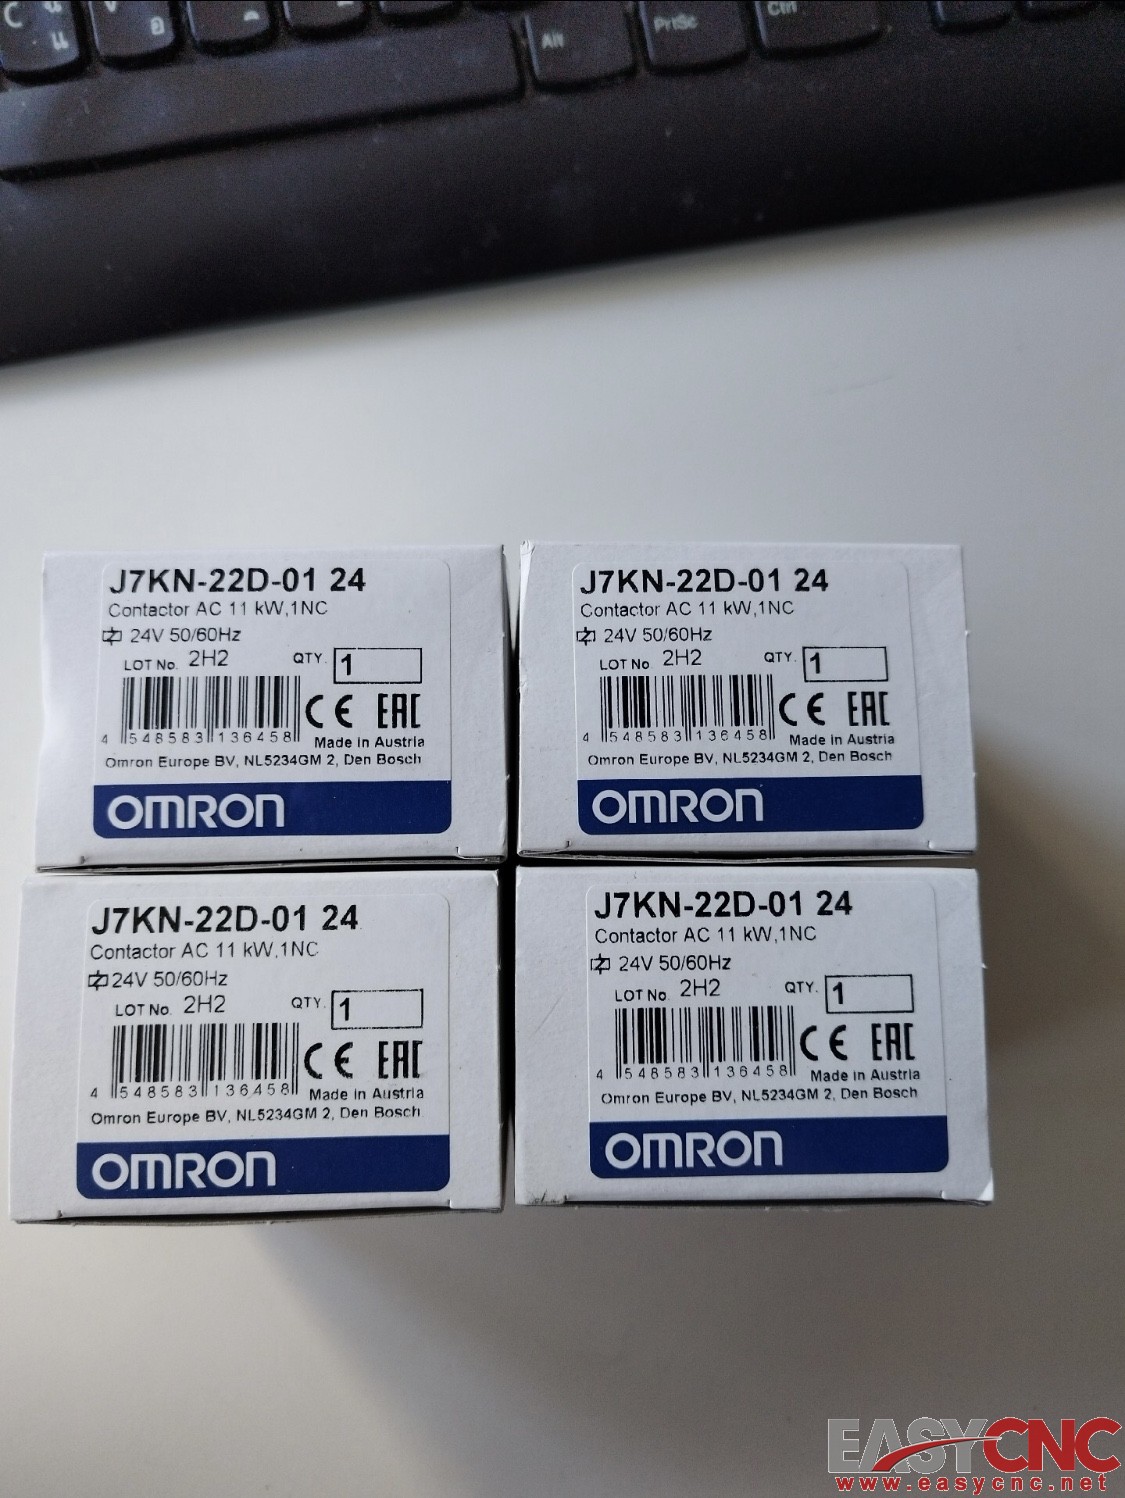 C
V
Alt
PrtSc
Ctrl
J7KN-22D-01 24
Contactor AC 11 kW,1NC
24V 50/60Hz
LOT No. 2H2 QTY. 1
CE EAC
4 548583 136458
Made in Austria
Omron Europe BV, NL5234GM 2, Den Bosch
OMRON
J7KN-22D-01 24
Contactor AC 11 kW,1NC
24V 50/60Hz
LOT No 2H2 QTY. 1
CE EAC
4 548583 136458
Made in Austria
Omron Europe BV, NL5234GM 2, Den Bosch
OMRON
J7KN-22D-01 24
Contactor AC 11 kW,1NC
24V 50/60Hz
LOT No. 2H2 QTY. 1
CE EAC
4 548583 136458
Made in Austria
Omron Europe BV, NL5234GM 2, Den Bosch
OMRON
J7KN-22D-01 24
Contactor AC 11 kW,1NC
24V 50/60Hz
LOT No. 2H2 QTY. 1
CE EAC
4 548583 136458
Made in Austria
Omron Europe BV, NL5234GM 2, Den Bosch
OMRON
EASYCNC
www.easycnc.net